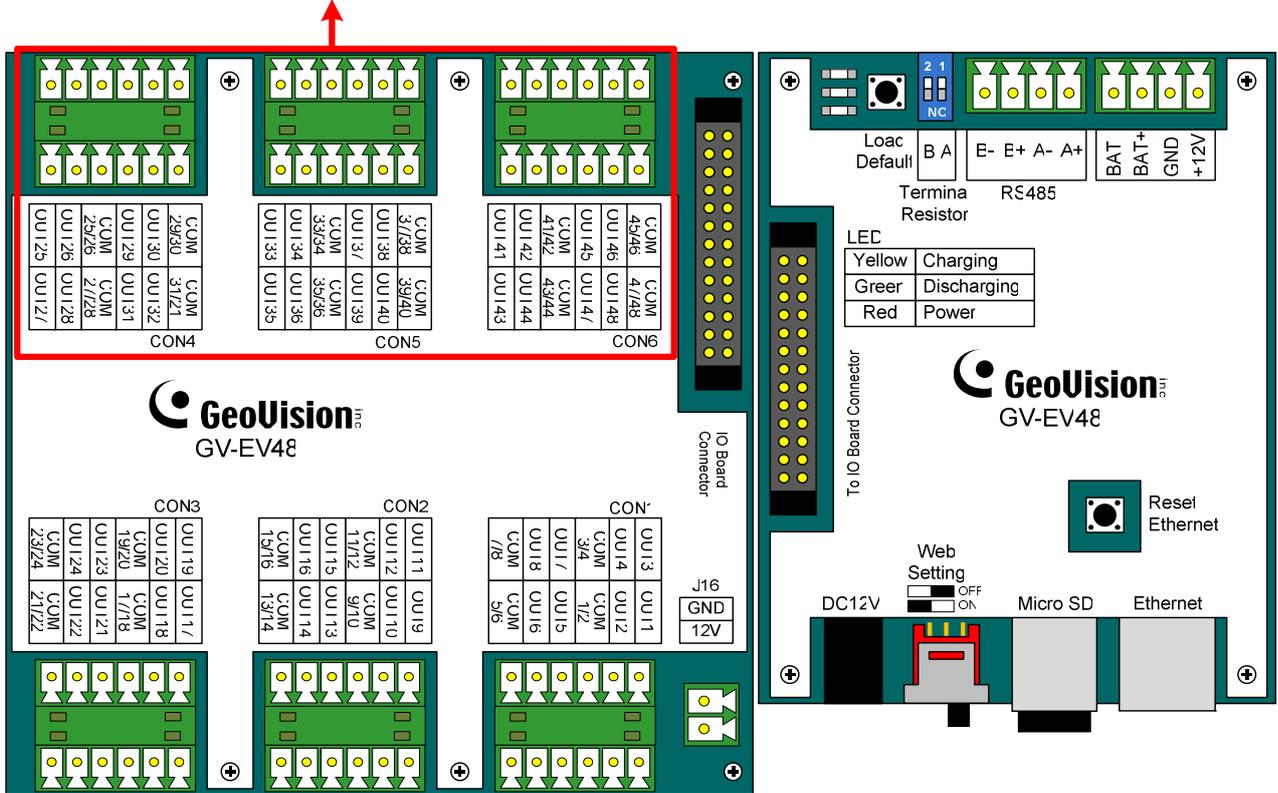 OUT25 OUT26 COM 25/26 OUT29 OUT30 COM 29/30
OUT27 OUT28 COM 27/28 OUT31 OUT32 COM 31/21
CON4
OUT33 OUT34 COM 33/34 OUT37 OUT38 COM 37/38
OUT35 OUT36 COM 35/36 OUT39 OUT40 COM 39/40
CON5
OUT41 OUT42 COM 41/42 OUT45 OUT46 COM 45/46
OUT43 OUT44 COM 43/44 OUT47 OUT48 COM 47/48
CON6
GeoVision inc
GV-EV48
IO Board
Connector
CON3
COM 23/24 OUT24 OUT23 COM 19/20 OUT20 OUT19
COM 21/22 OUT22 OUT21 COM 17/18 OUT18 OUT17
CON2
COM 15/16 OUT16 OUT15 COM 11/12 OUT12 OUT11
COM 13/14 OUT14 OUT13 COM 9/10 OUT10 OUT9
CON1
COM 7/8 OUT8 OUT7 COM 3/4 OUT4 OUT3
COM 5/6 OUT6 OUT5 COM 1/2 OUT2 OUT1
J16
GND
12V
2 1
NC
Load
Default
B A
Terminal
Resistor
B- B+ A- A+
RS485
BAT BAT+ GND +12V
LED
Yellow Charging
Green Discharging
Red Power
To IO Board Connector
GeoVision inc
GV-EV48
Reset
Ethernet
Web
Setting
OFF
ON
DC12V
Micro SD
Ethernet